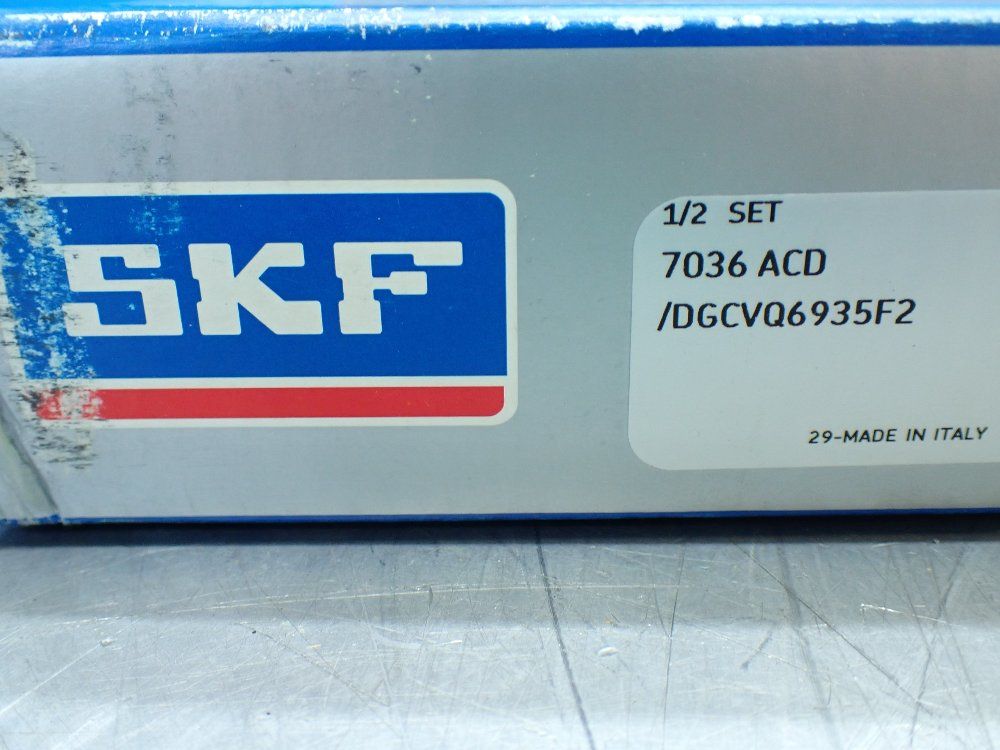 SKF
1/2 SET
7036 ACD
/DGCVQ6935F2
29-MADE IN ITALY